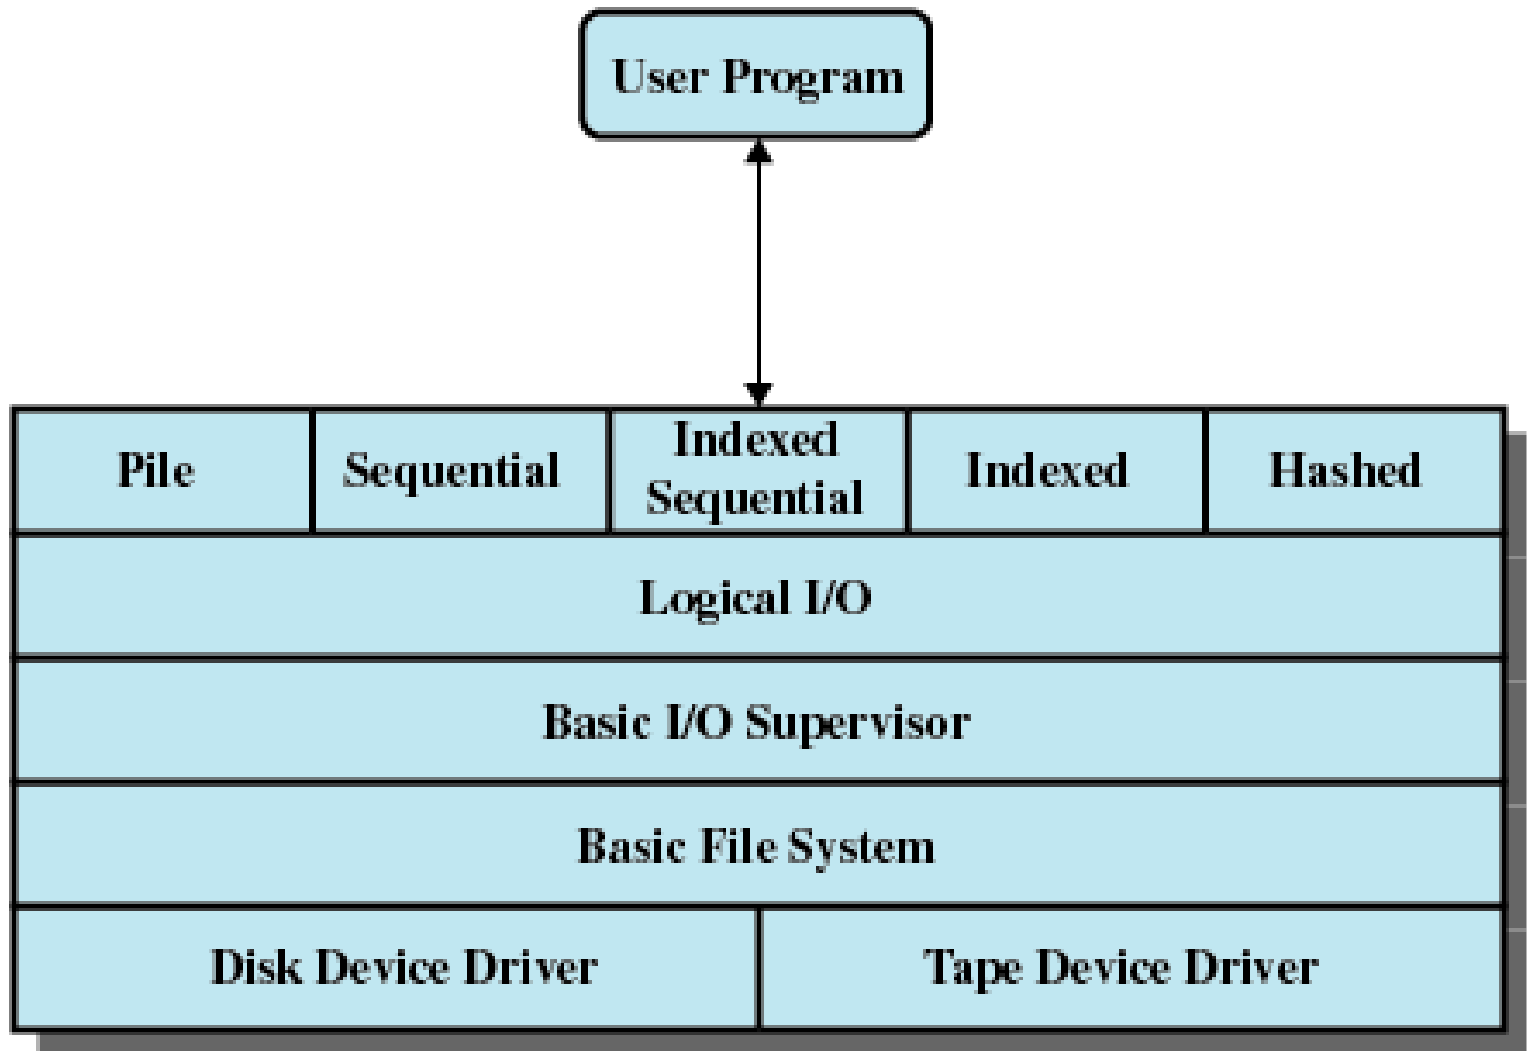 User Program
Pile
Sequential
Indexed
Sequential
Indexed
Hashed
Logical I/O
Basic I/O Supervisor
Basic File System
Disk Device Driver
Tape Device Driver